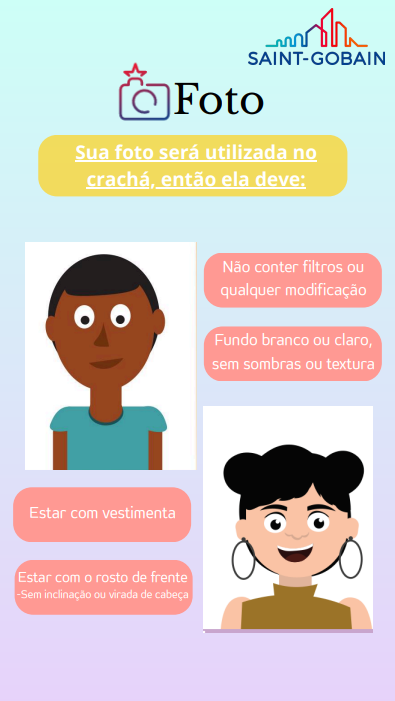 SAINT-GOBAIN
Foto
Sua foto será utilizada no
crachá, então ela deve:
Não conter filtros ou
qualquer modificação
Fundo branco ou claro,
sem sombras ou textura
Estar com vestimenta
Estar com o rosto de frente
-Sem inclinação ou virada de cabeça